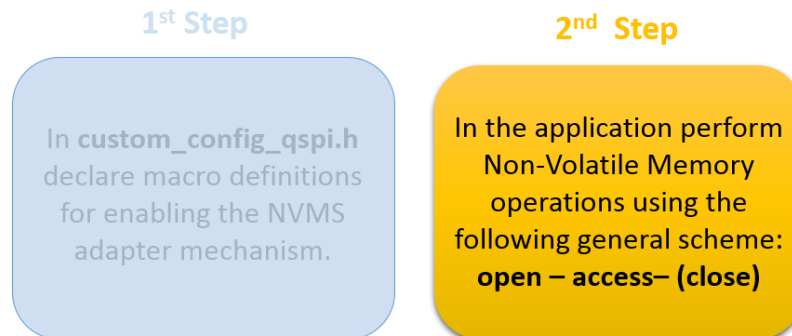 1st Step
In custom_config_qspi.h
declare macro definitions
for enabling the NVMS
adapter mechanism.
2nd Step
In the application perform
Non-Volatile Memory
operations using the
following general scheme:
open – access– (close)